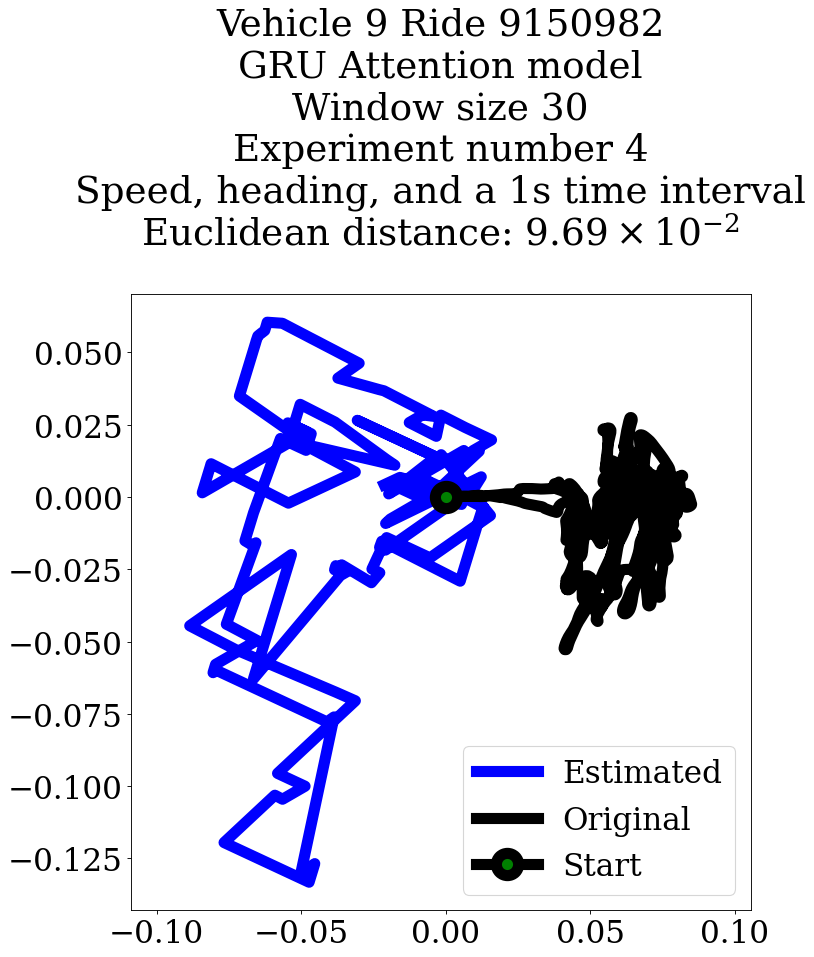 Vehicle 9 Ride 9150982
GRU Attention model
Window size 30
Experiment number 4
Speed, heading, and a 1s time interval
Euclidean distance: 9.69 × 10⁻²
0.050
0.025
0.000
−0.025
−0.050
−0.075
−0.100
−0.125
Estimated
Original
Start
−0.10
−0.05
0.00
0.05
0.10